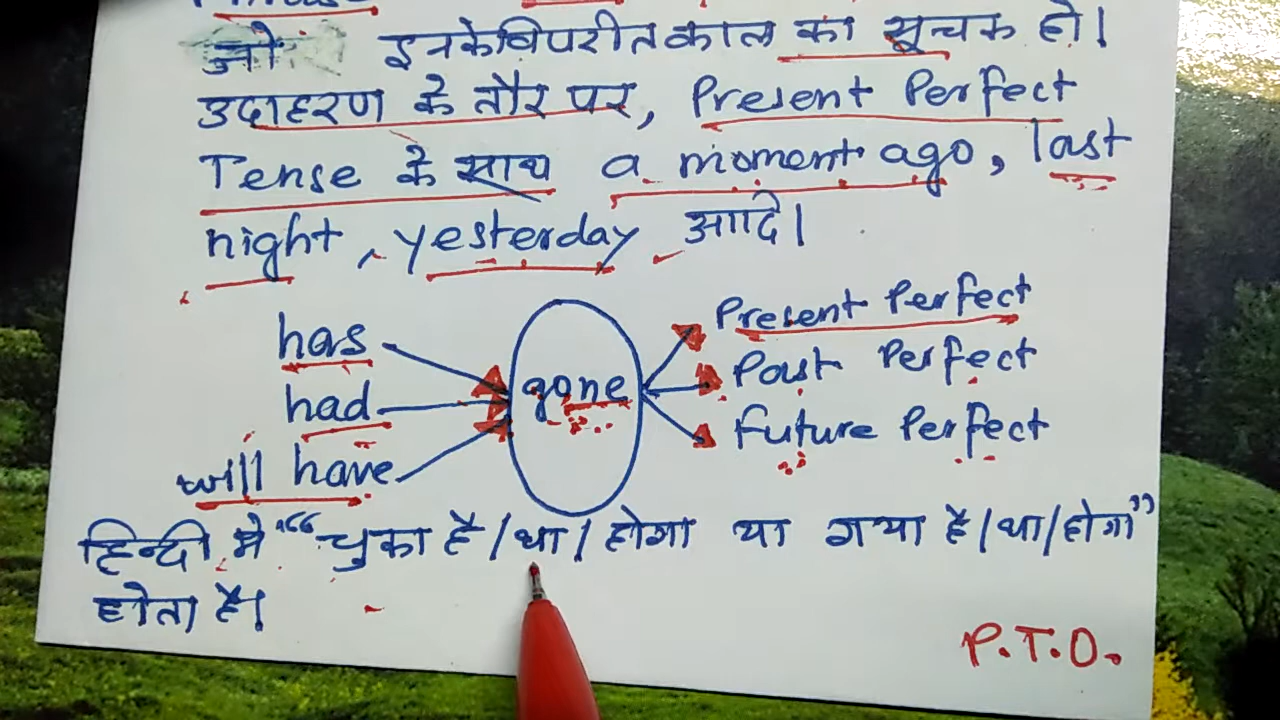 जो इनके विपरीत काल का सूचक हो।
उदाहरण के तौर पर, Present Perfect
Tense के साथ a moment ago, last
night, yesterday आदि।
has
had
will have
gone
Present Perfect
Past Perfect
Future Perfect
हिन्दी में “चुका है/था/होगा या गया है/था/होगा”
होता है।
P.T.O.